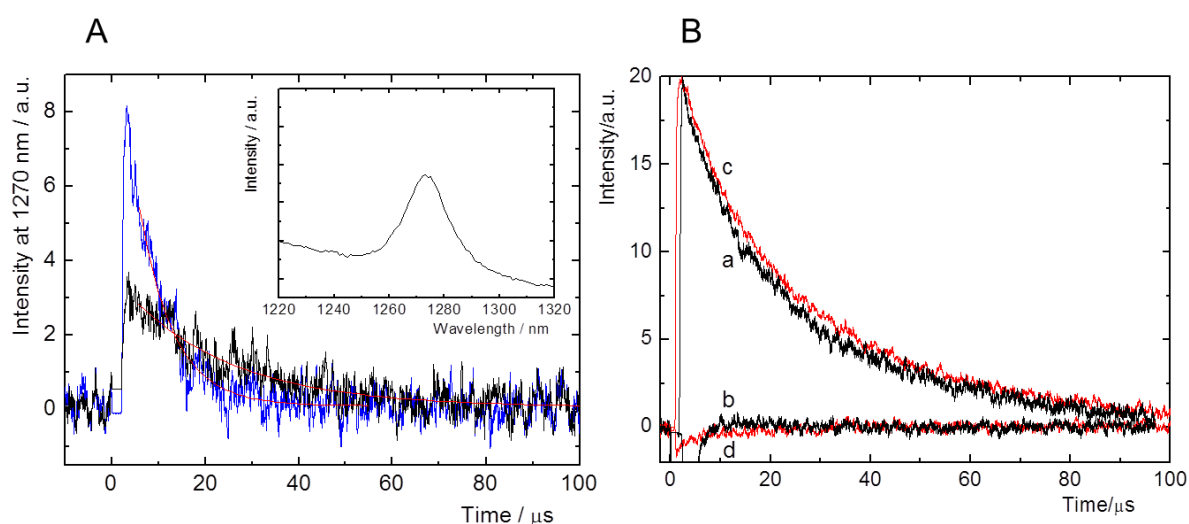 A
Intensity at 1270 nm / a.u.
8
6
4
2
0
0 20 40 60 80 100
Time / μs
Intensity / a.u.
1220 1240 1260 1280 1300 1320
Wavelength / nm
B
Intensity/a.u.
20
15
10
5
0
c
a
b
d
0 20 40 60 80 100
Time/μs